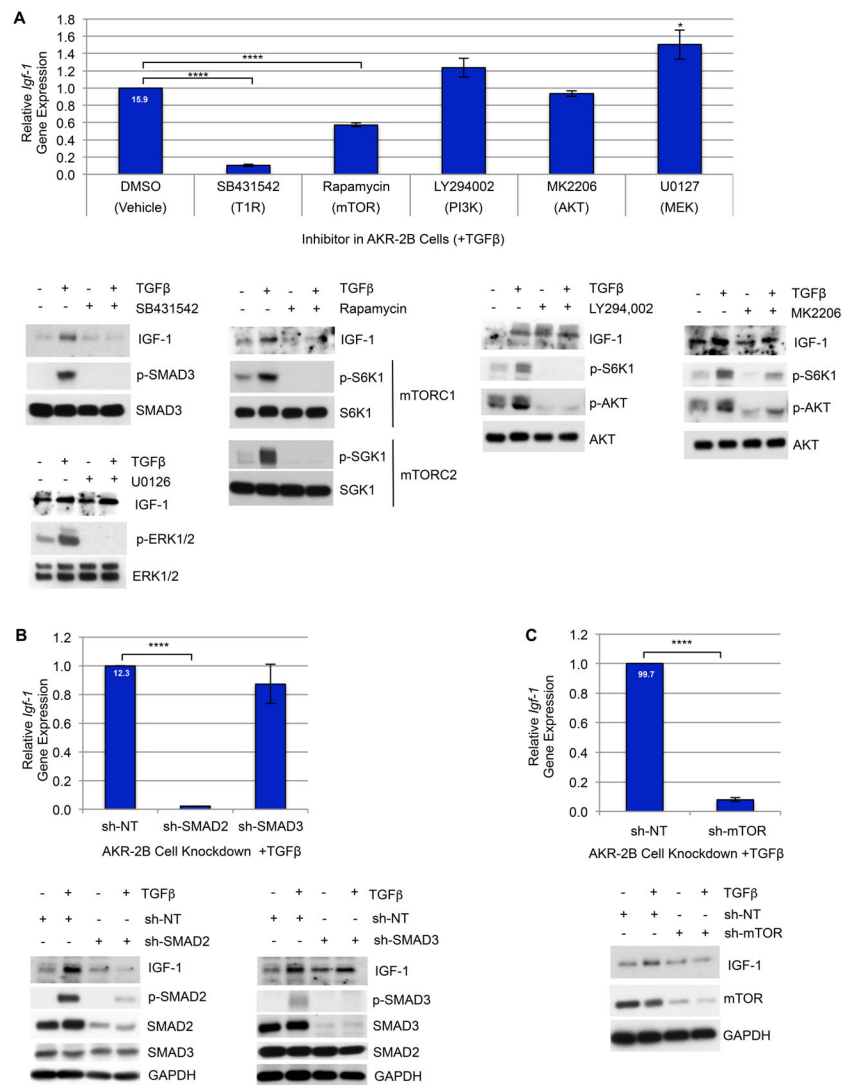 A
Relative Igf-1
Gene Expression
1.8
1.6
1.4
1.2
1.0
0.8
0.6
0.4
0.2
0.0
****
****
*
15.9
DMSO
(Vehicle)
SB431542
(T1R)
Rapamycin
(mTOR)
LY294002
(PI3K)
MK2206
(AKT)
U0127
(MEK)
Inhibitor in AKR-2B Cells (+TGFβ)
- + - + TGFβ
- - + + SB431542
IGF-1
p-SMAD3
SMAD3
- + - + TGFβ
- - + + U0126
IGF-1
p-ERK1/2
ERK1/2
- + - + TGFβ
- - + + Rapamycin
IGF-1
p-S6K1
S6K1
mTORC1
p-SGK1
SGK1
mTORC2
- + - + TGFβ
- - + + LY294,002
IGF-1
p-S6K1
p-AKT
AKT
- + - + TGFβ
- - + + MK2206
IGF-1
p-S6K1
p-AKT
AKT
B
Relative Igf-1
Gene Expression
1.2
1.0
0.8
0.6
0.4
0.2
0.0
****
12.3
sh-NT sh-SMAD2 sh-SMAD3
AKR-2B Cell Knockdown +TGFβ
- + - + TGFβ
+ + - - sh-NT
- - + + sh-SMAD2
IGF-1
p-SMAD2
SMAD2
SMAD3
GAPDH
- + - + TGFβ
+ + - - sh-NT
- - + + sh-SMAD3
IGF-1
p-SMAD3
SMAD3
SMAD2
GAPDH
C
Relative Igf-1
Gene Expression
1.2
1.0
0.8
0.6
0.4
0.2
0.0
****
99.7
sh-NT sh-mTOR
AKR-2B Cell Knockdown +TGFβ
- + - + TGFβ
+ + - - sh-NT
- - + + sh-mTOR
IGF-1
mTOR
GAPDH